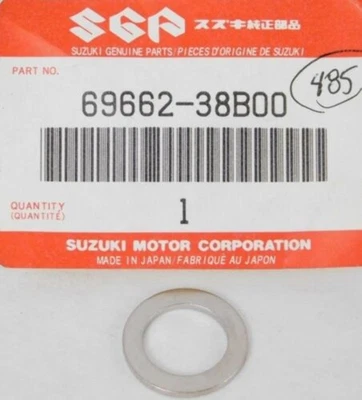 SGP スズキ純正部品
SUZUKI GENUINE PARTS/PIECES D'ORIGINE DE SUZUKI
PART NO.
485
69662-38B00
QUANTITY
(QUANTITÉ)
1
SUZUKI MOTOR CORPORATION
MADE IN JAPAN/FABRIQUÉ AU JAPON